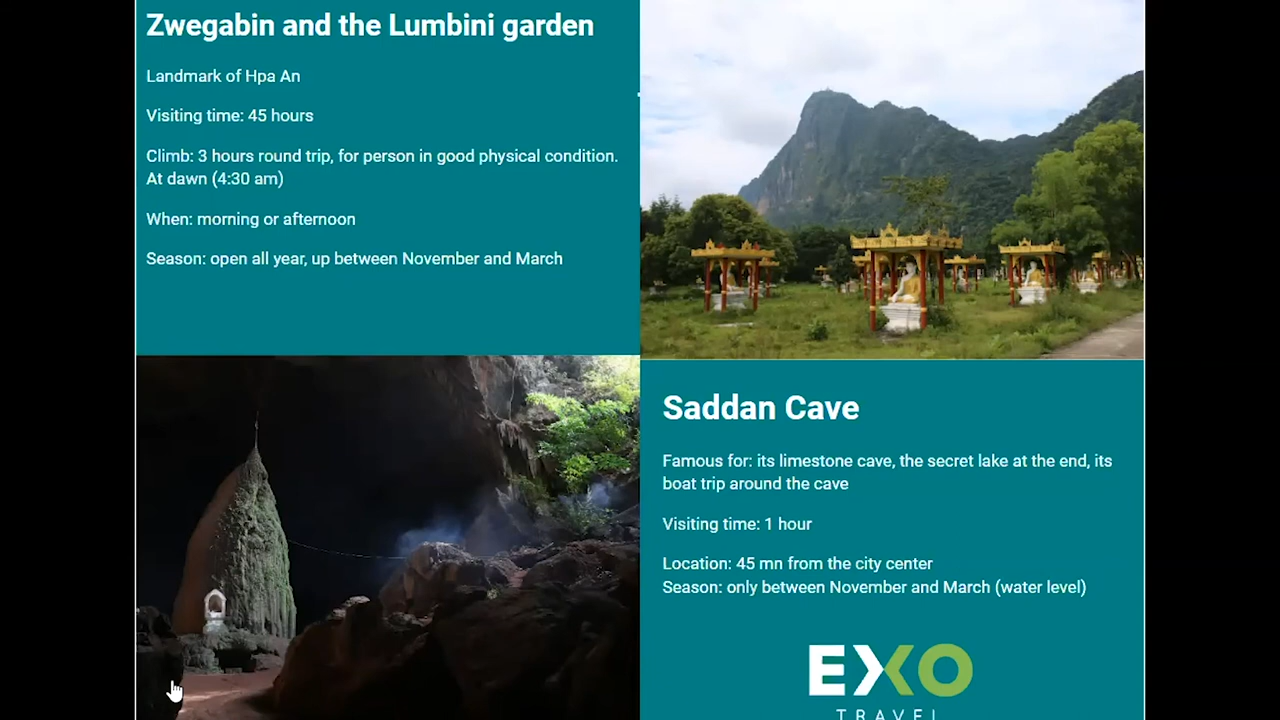 Zwegabin and the Lumbini garden
Landmark of Hpa An
Visiting time: 45 hours
Climb: 3 hours round trip, for person in good physical condition.
At dawn (4:30 am)
When: morning or afternoon
Season: open all year, up between November and March
Saddan Cave
Famous for: its limestone cave, the secret lake at the end, its
boat trip around the cave
Visiting time: 1 hour
Location: 45 mn from the city center
Season: only between November and March (water level)
EXO
TRAVEL